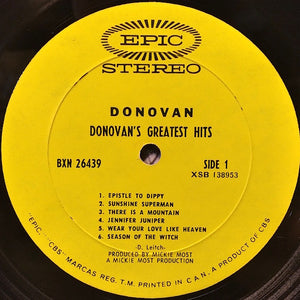 EPIC
STEREO
DONOVAN
DONOVAN'S GREATEST HITS
BXN 26439
SIDE 1
XSB 138953
1. EPISTLE TO DIPPY
2. SUNSHINE SUPERMAN
3. THERE IS A MOUNTAIN
4. JENNIFER JUNIPER
5. WEAR YOUR LOVE LIKE HEAVEN
6. SEASON OF THE WITCH
-D. Leitch-
PRODUCED BY MICKIE MOST
A MICKIE MOST PRODUCTION
"EPIC", "CBS" MARCAS REG. T.M. PRINTED IN C A N.-A PRODUCT OF CBS